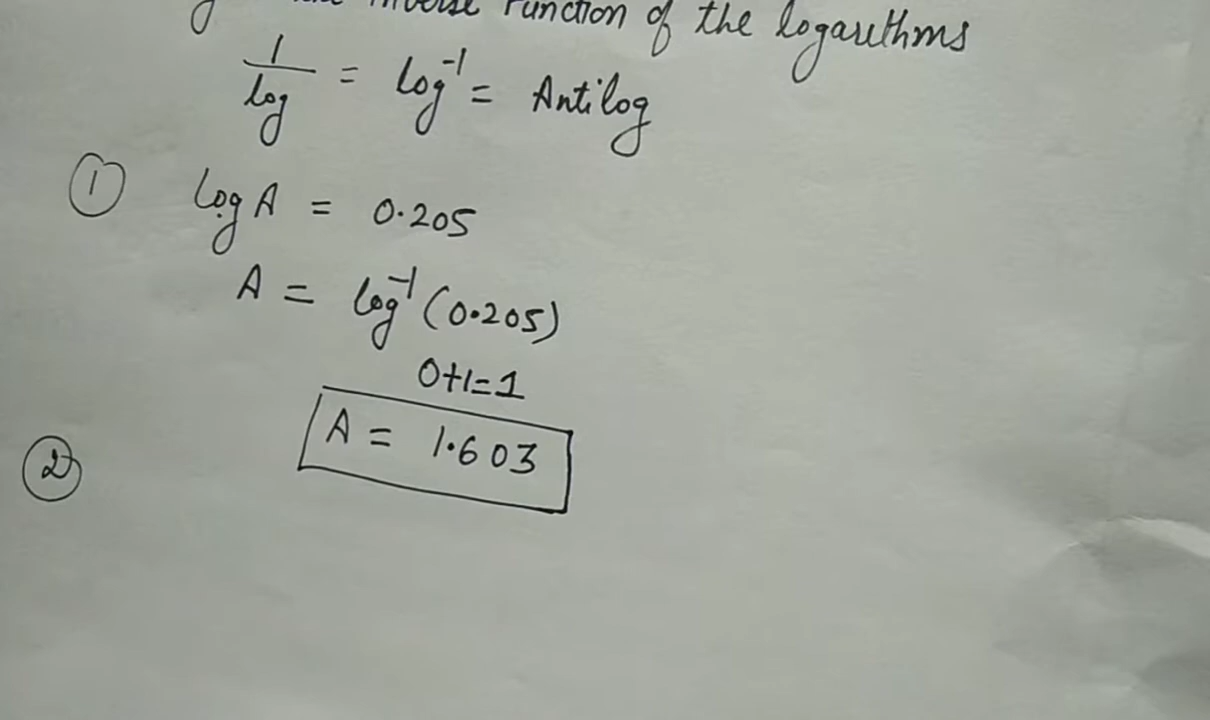 Function of the logarithms
1/log = log⁻¹ = Antilog
① log A = 0.205
A = log⁻¹ (0.205)
0+1=1
A = 1.603
②